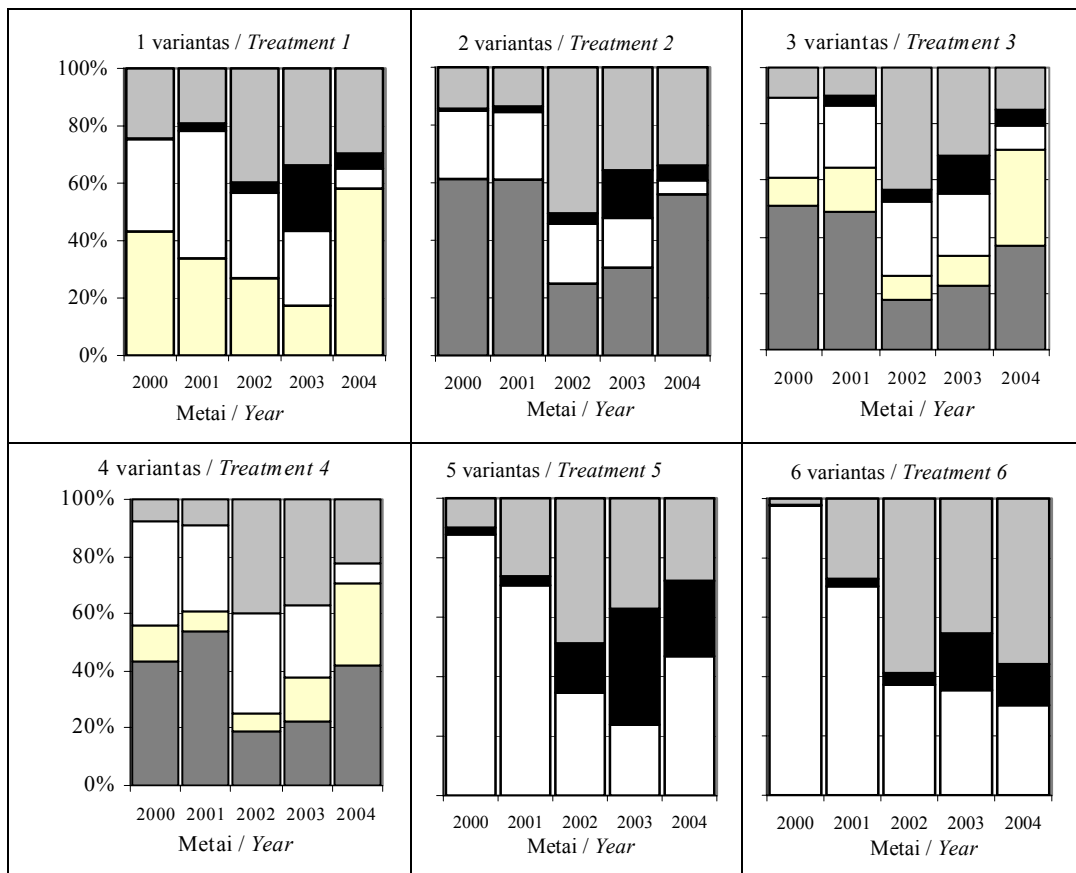 1 variantas / Treatment 1
100%
80%
60%
40%
20%
0%
2000 2001 2002 2003 2004
Metai / Year
2 variantas / Treatment 2
2000 2001 2002 2003 2004
Metai / Year
3 variantas / Treatment 3
2000 2001 2002 2003 2004
Metai / Year
4 variantas / Treatment 4
100%
80%
60%
40%
20%
0%
2000 2001 2002 2003 2004
Metai / Year
5 variantas / Treatment 5
2000 2001 2002 2003 2004
Metai / Year
6 variantas / Treatment 6
2000 2001 2002 2003 2004
Metai / Year